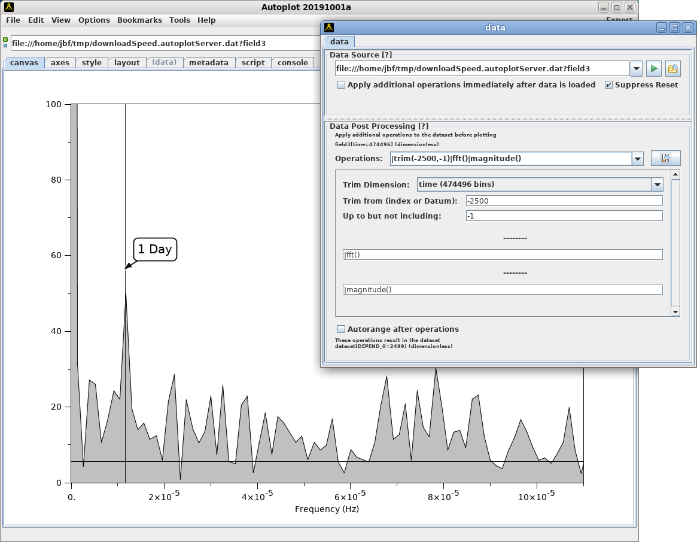 Autoplot 20191001a
File Edit View Options Bookmarks Tools Help
file:///home/jbf/tmp/downloadSpeed.autoplotServer.dat?field3
canvas axes style layout (data) metadata script console
100
80
60
40
20
0
1 Day
0. 2×10-5 4×10-5 6×10-5 8×10-5 10×10-5
Frequency (Hz)
data
data
Data Source [?]
file:///home/jbf/tmp/downloadSpeed.autoplotServer.dat?field3
Apply additional operations immediately after data is loaded Suppress Reset
Data Post Processing [?]
Apply additional operations to the dataset before plotting
field3[time=474496] (dimensionless)
Operations: |trim(-2500,-1)|fft()|magnitude()
Trim Dimension: time (474496 bins)
Trim from (index or Datum): -2500
Up to but not including: -1
--------
|fft()
--------
|magnitude()
Autorange after operations
These operations result in the dataset
dataset[DEPEND_0=2499] (dimensionless)